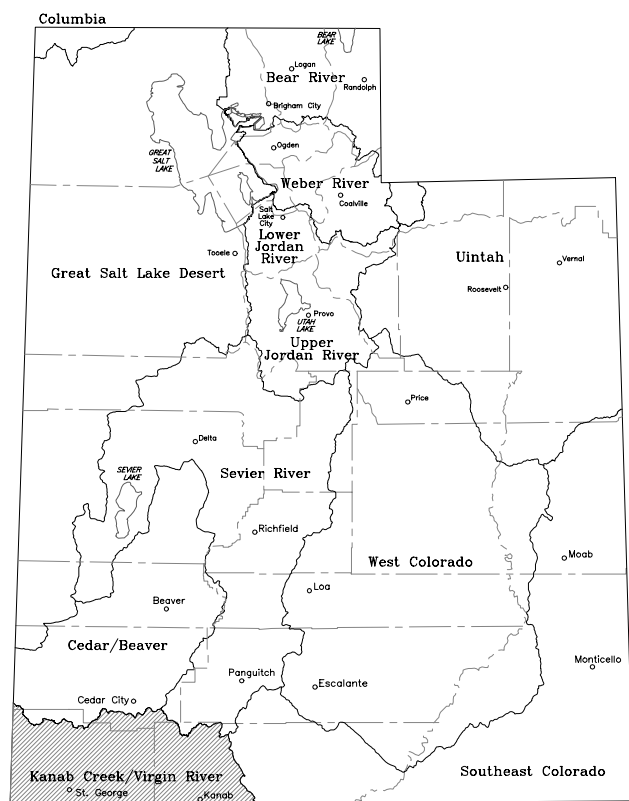 Columbia
BEAR
LAKE
Logan
Bear River
Randolph
Brigham City
Ogden
GREAT
SALT
LAKE
Weber River
Coalville
Salt
Lake
City
Lower
Jordan
River
Tooele
Great Salt Lake Desert
Uintah
Vernal
Roosevelt
Provo
UTAH
LAKE
Upper
Jordan River
Price
Delta
SEVIER
LAKE
Sevier River
Richfield
West Colorado
Moab
Loa
Beaver
Cedar/Beaver
Monticello
Panguitch
Escalante
Cedar City
Southeast Colorado
Kanab Creek/Virgin River
St. George
Kanab